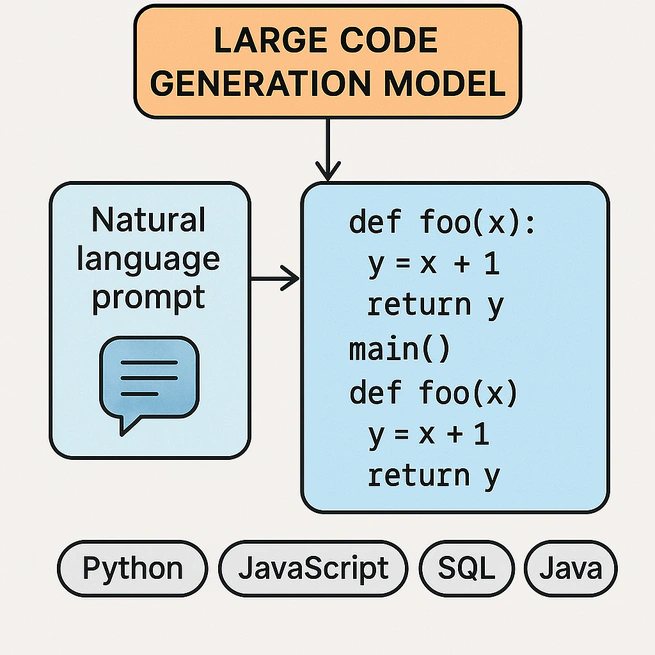 LARGE CODE
GENERATION MODEL
Natural
language
prompt
def foo(x):
y = x + 1
return y
main()
def foo(x)
y = x + 1
return y
Python
JavaScript
SQL
Java